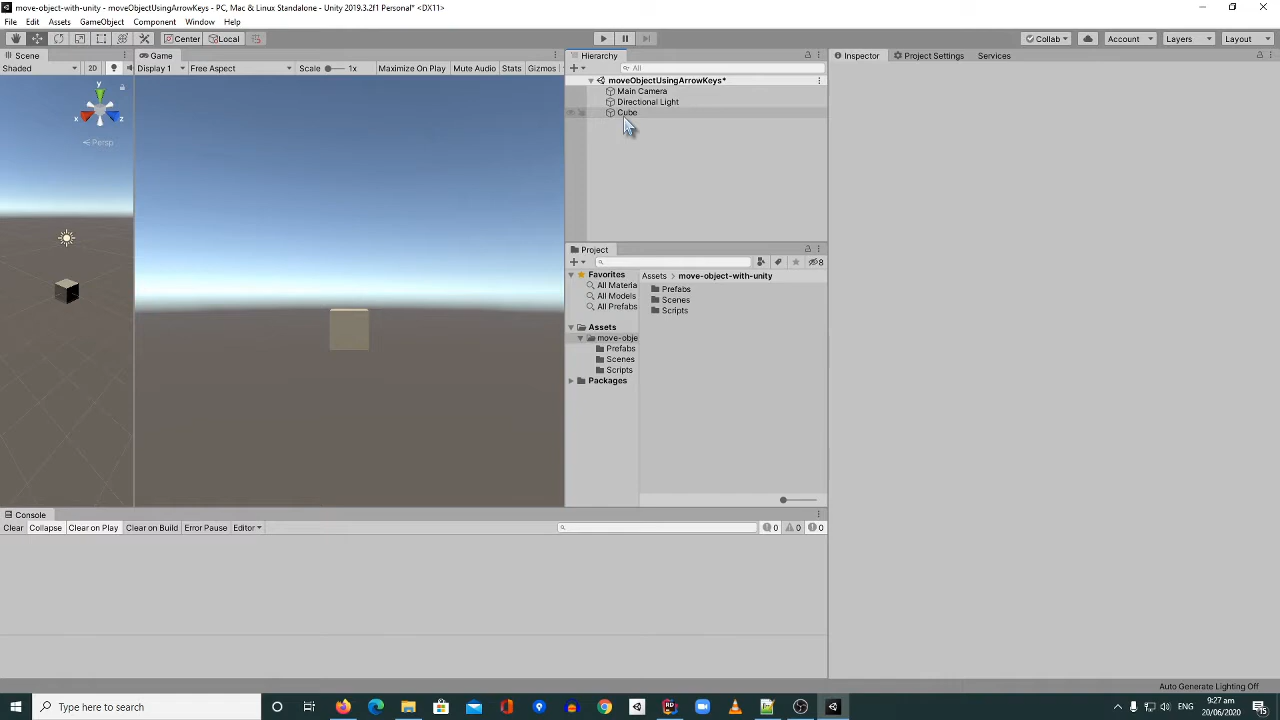 move-object-with-unity - moveObjectUsingArrowKeys - PC, Mac & Linux Standalone - Unity 2019.3.2f1 Personal* <DX11>
File Edit Assets GameObject Component Window Help
Center Local Collab Account Layers Layout
Scene Game Hierarchy Inspector Project Settings Services
Shaded 2D Display 1 Free Aspect Scale 1x Maximize On Play Mute Audio Stats Gizmos All
moveObjectUsingArrowKeys*
Main Camera
Directional Light
Cube
y
x z
Persp
Project
8
Favorites
All Materia
All Models
All Prefabs
Assets
move-obje
Prefabs
Scenes
Scripts
Packages
Assets > move-object-with-unity
Prefabs
Scenes
Scripts
Console
Clear Collapse Clear on Play Clear on Build Error Pause Editor 0 0 0
Auto Generate Lighting Off
Type here to search
ENG
9:27 am
20/06/2020